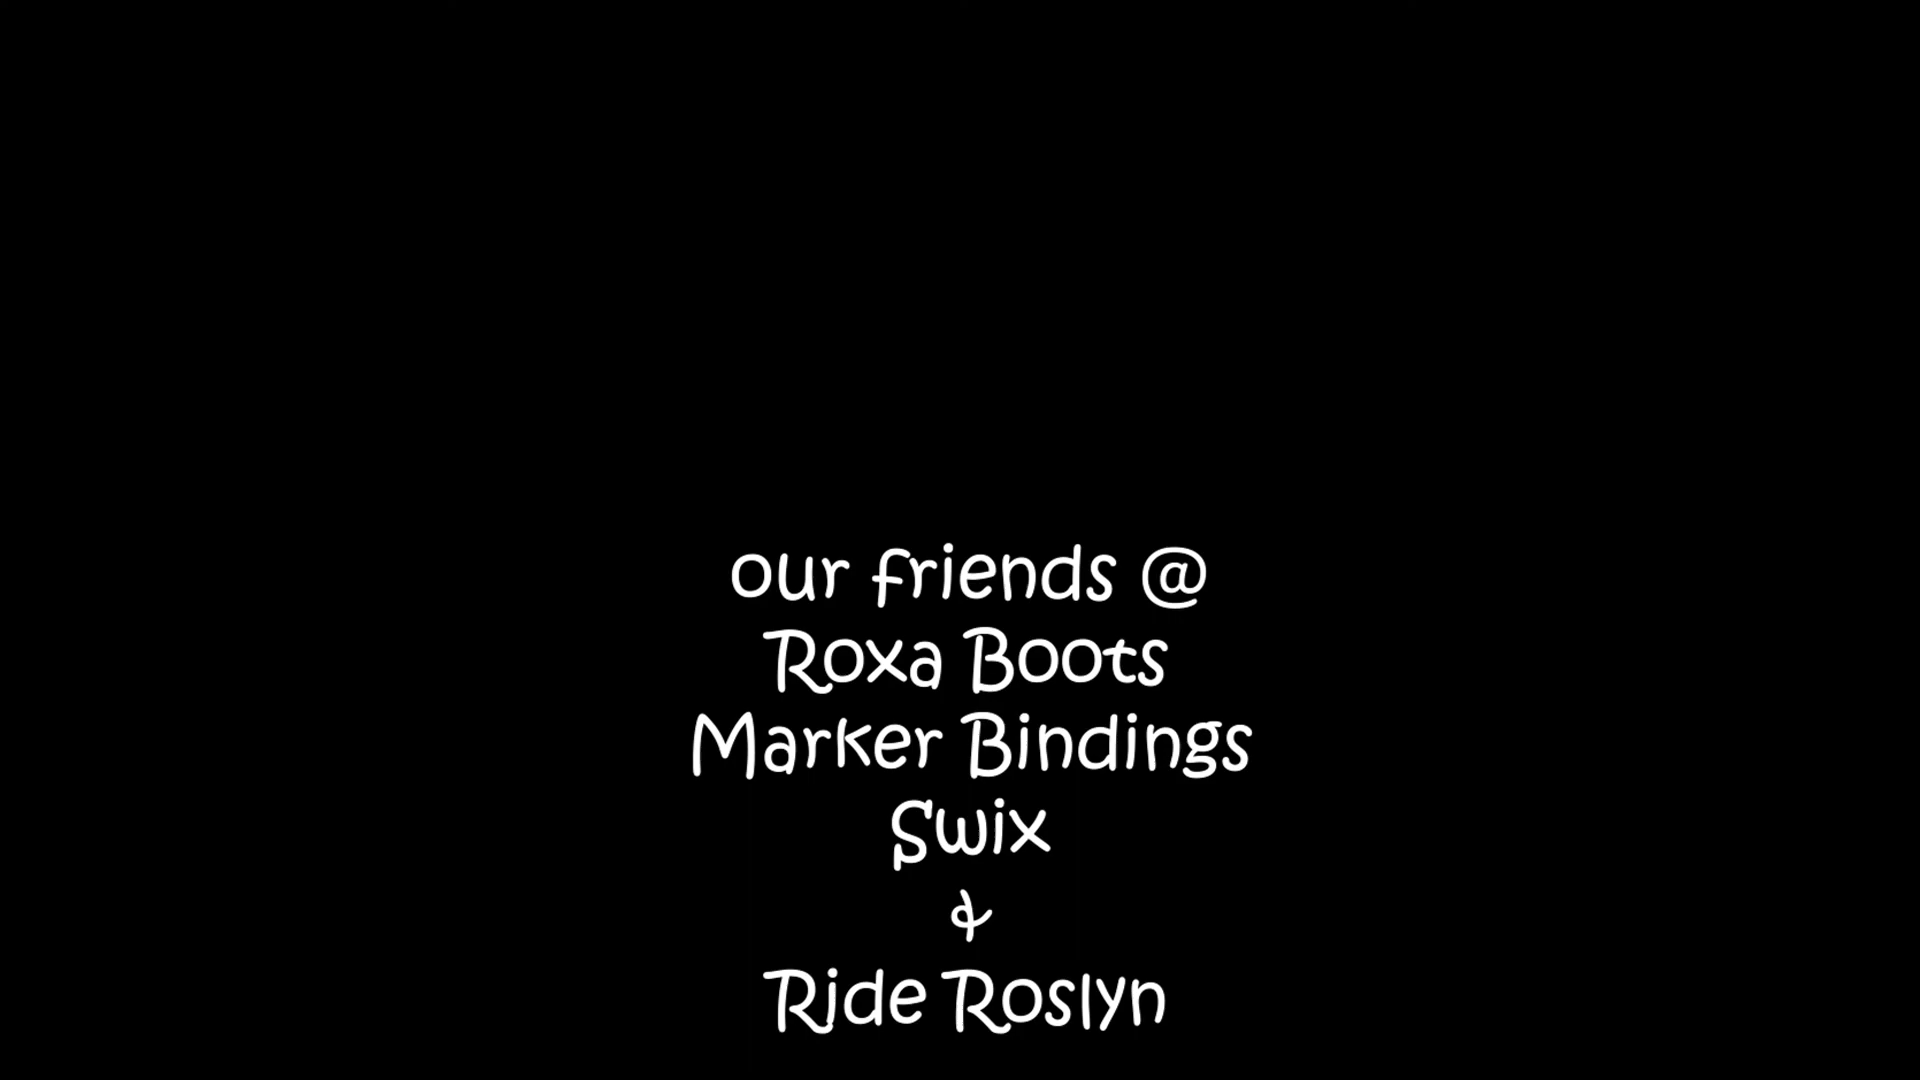 our friends @
Roxa Boots
Marker Bindings
Swix
&
Ride Roslyn